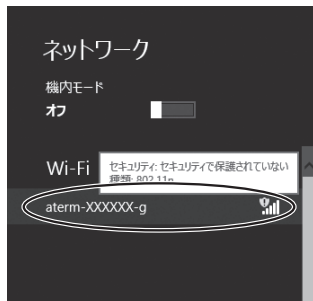 ネットワーク
機内モード
オフ
Wi-Fi
セキュリティ: セキュリティで保護されていない
種類: 802.11n
aterm-XXXXXX-g